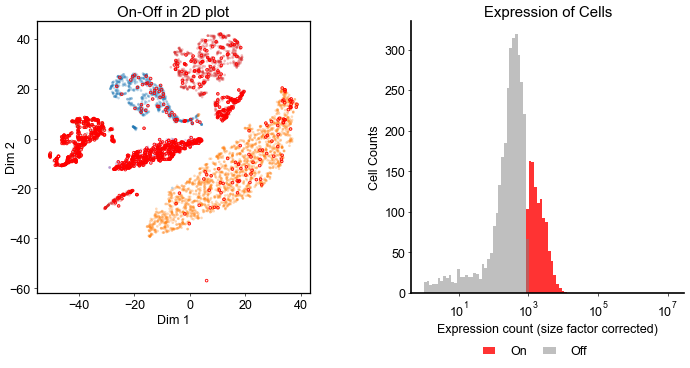 On-Off in 2D plot
40
20
0
−20
−40
−60
Dim 2
−40 −20 0 20 40
Dim 1
Expression of Cells
300
250
200
150
100
50
0
Cell Counts
10^1 10^3 10^5 10^7
Expression count (size factor corrected)
On Off